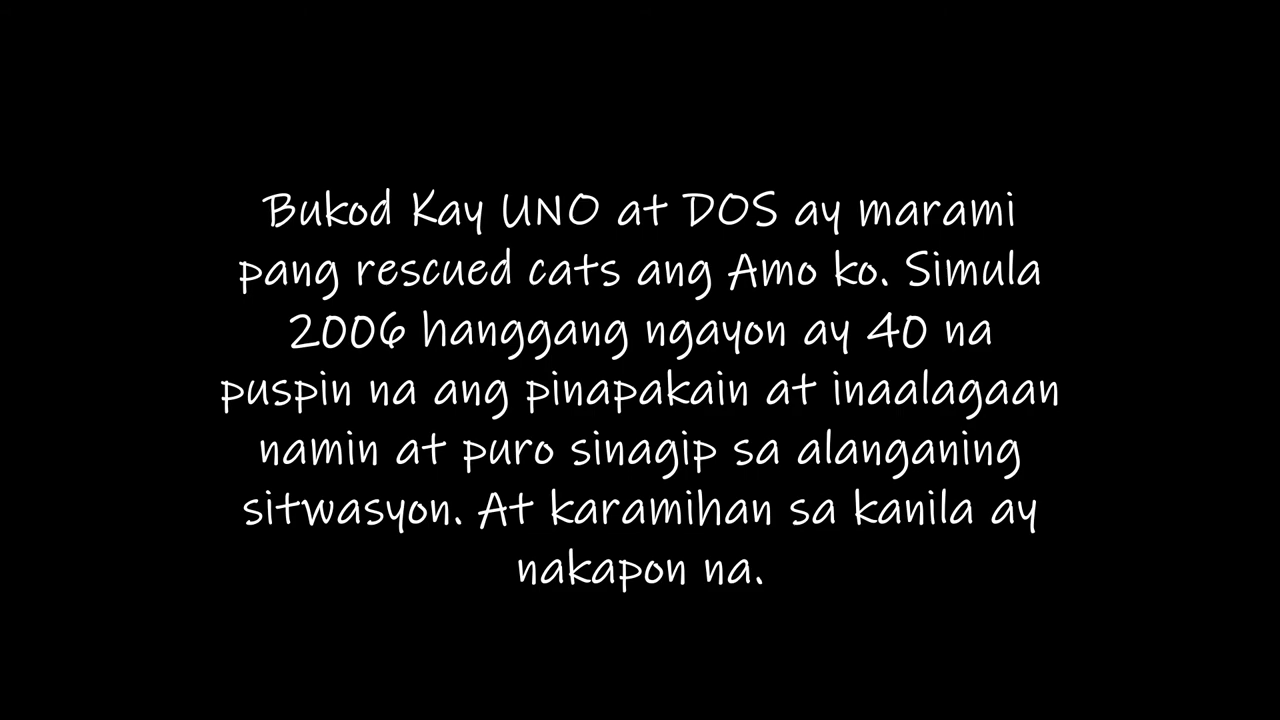 Bukod Kay UNO at DOS ay marami
pang rescued cats ang Amo ko. Simula
2006 hanggang ngayon ay 40 na
puspin na ang pinapakain at inaalagaan
namin at puro sinagip sa alanganing
sitwasyon. At karamihan sa kanila ay
nakapon na.